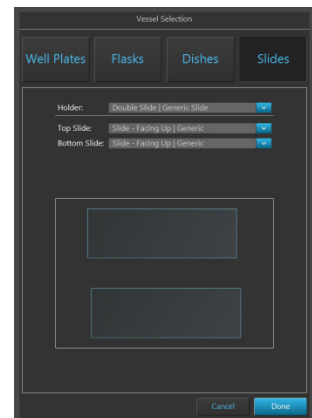 Vessel Selection
Well Plates Flasks Dishes Slides
Holder: Double Slide | Generic Slide
Top Slide: Slide - Facing Up | Generic
Bottom Slide: Slide - Facing Up | Generic
Cancel Done